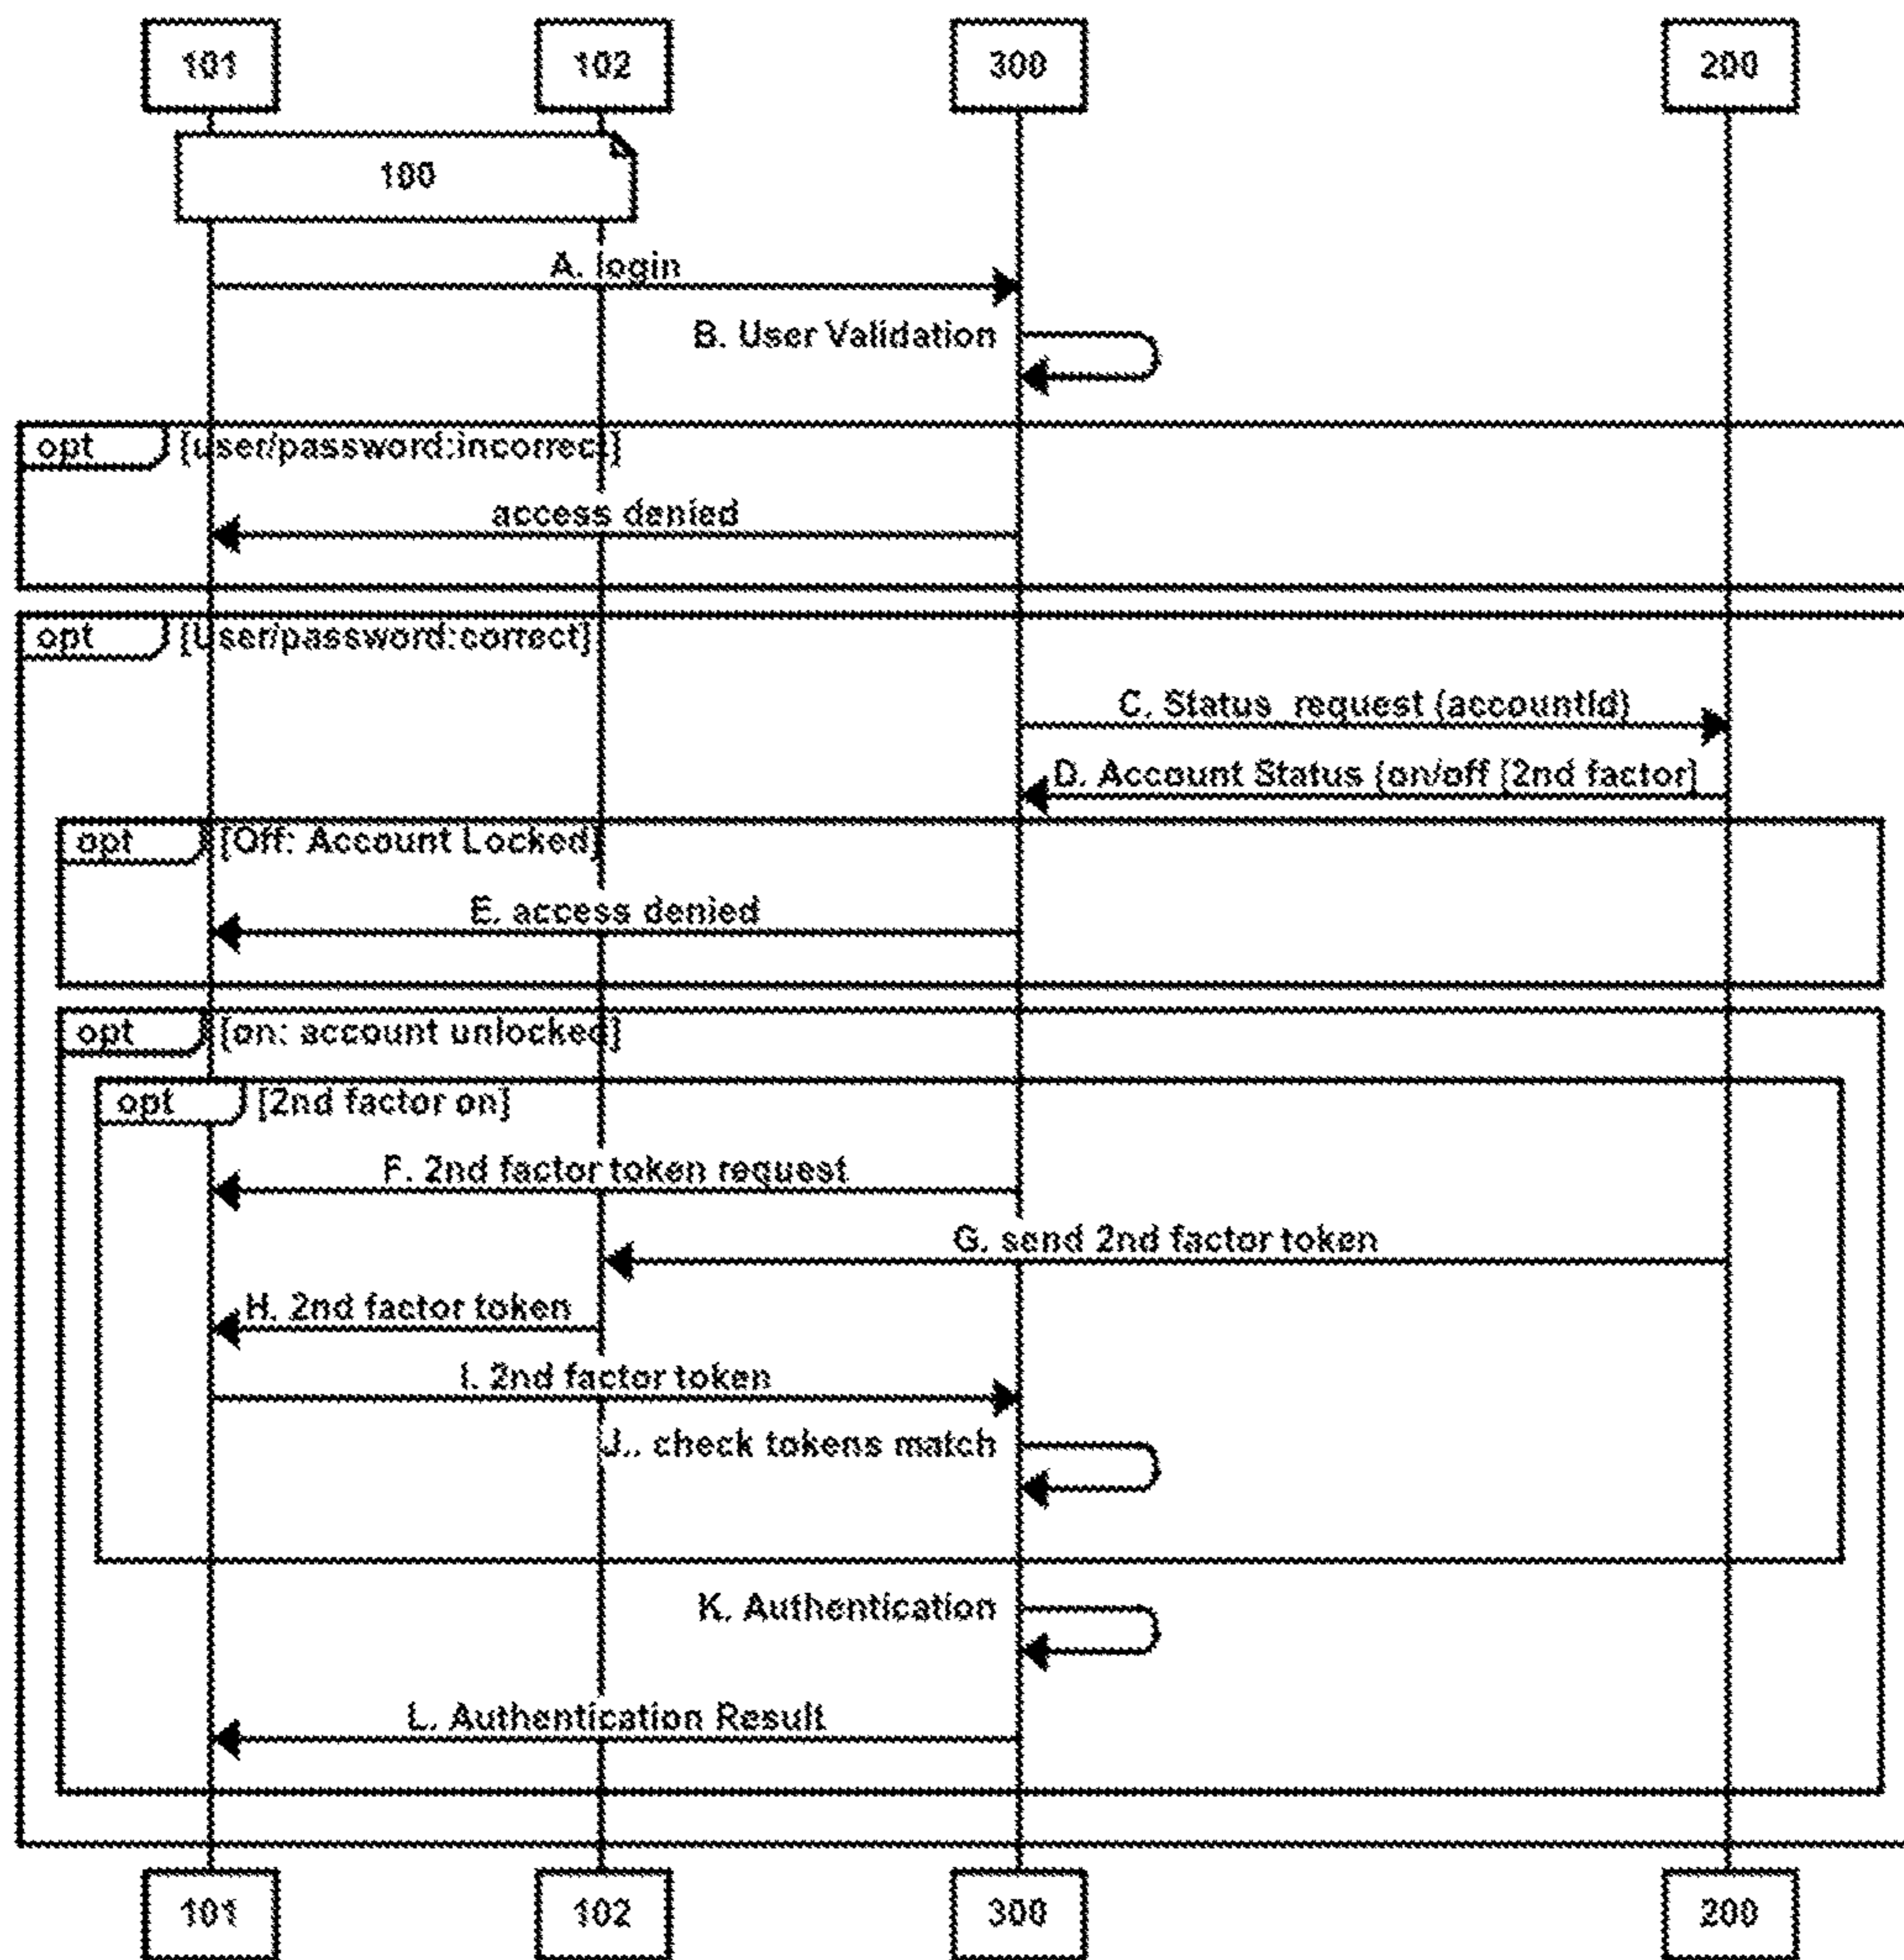 101 102 300 200
100
A. login
B. User Validation
opt [user/password:incorrect]
access denied
opt [User/password:correct]
C. Status_request (accountId)
D. Account Status (on/off [2nd factor]
opt [Off: Account Locked]
E. access denied
opt [on: account unlocked]
opt [2nd factor on]
F. 2nd factor token request
G. send 2nd factor token
H. 2nd factor token
I. 2nd factor token
J.. check tokens match
K. Authentication
L. Authentication Result
101 102 300 200